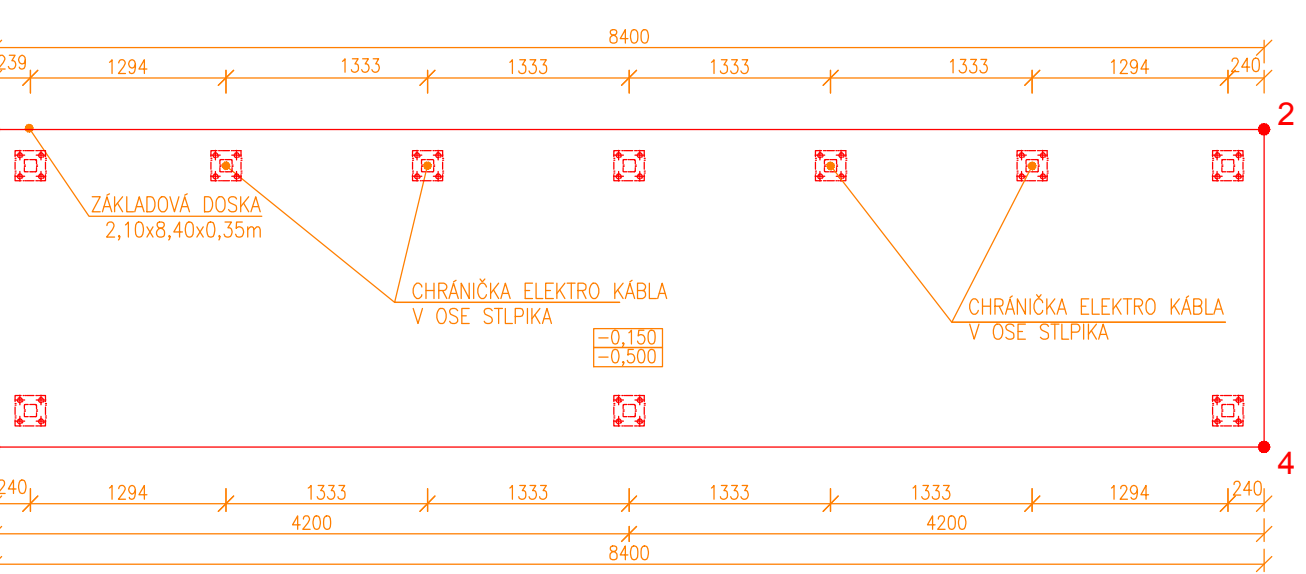 8400
239 1294 1333 1333 1333 1333 1294 240
2
ZÁKLADOVÁ DOSKA
2,10x8,40x0,35m
CHRÁNIČKA ELEKTRO KÁBLA
V OSE STLPIKA
CHRÁNIČKA ELEKTRO KÁBLA
V OSE STLPIKA
-0,150
-0,500
4
240 1294 1333 1333 1333 1333 1294 240
4200 4200
8400